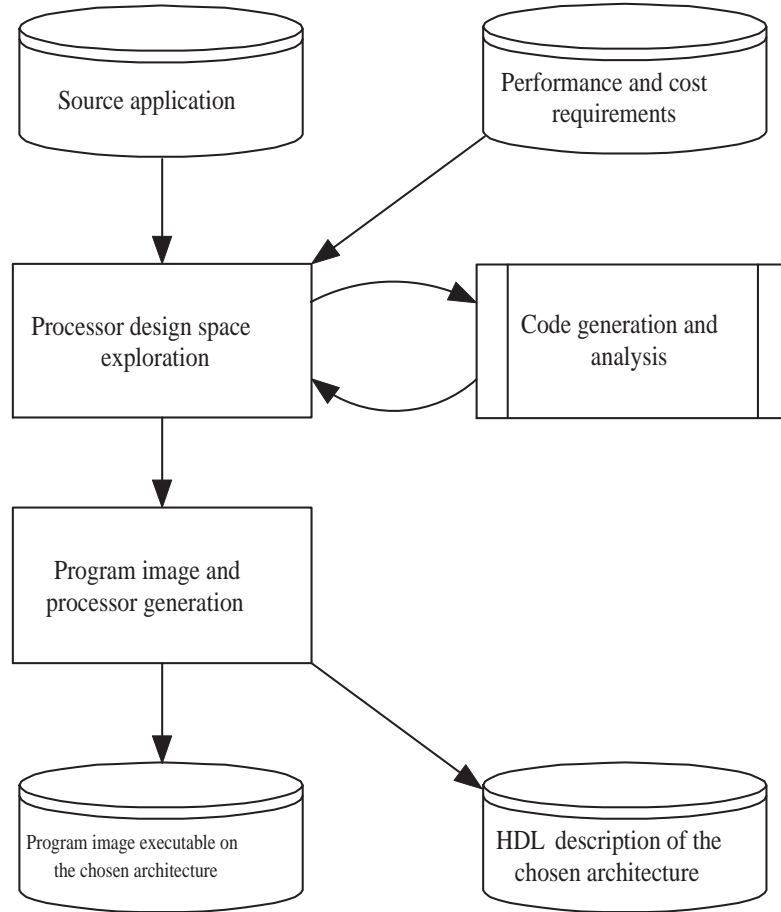 Source application
Performance and cost
requirements
Processor design space
exploration
Code generation and
analysis
Program image and
processor generation
Program image executable on
the chosen architecture
HDL description of the
chosen architecture